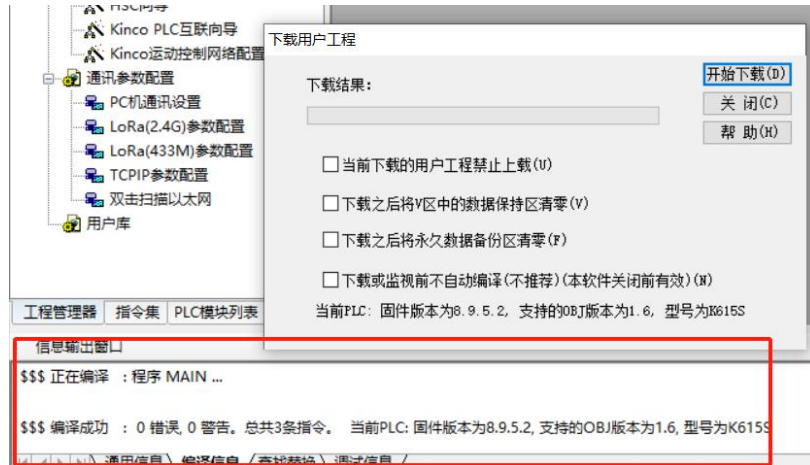 HSC向导
Kinco PLC互联向导
Kinco运动控制网络配置
通讯参数配置
PC机通讯设置
LoRa(2.4G)参数配置
LoRa(433M)参数配置
TCPIP参数配置
双击扫描以太网
用户库
工程管理器 指令集 PLC模块列表
下载用户工程
下载结果:
开始下载(D)
关 闭(C)
帮 助(H)
当前下载的用户工程禁止上载(U)
下载之后将V区中的数据保持区清零(V)
下载之后将永久数据备份区清零(F)
下载或监视前不自动编译(不推荐)(本软件关闭前有效)(N)
当前PLC: 固件版本为8.9.5.2, 支持的OBJ版本为1.6, 型号为K615S
信息输出窗口
$$$ 正在编译 : 程序 MAIN ...
$$$ 编译成功 : 0 错误, 0 警告。总共3条指令。 当前PLC: 固件版本为8.9.5.2, 支持的OBJ版本为1.6, 型号为K615S
通用信息 编译信息 查找替换 调试信息